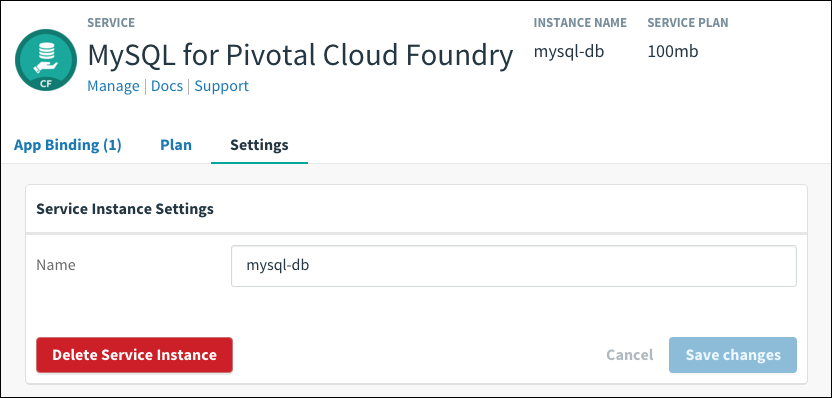 SERVICE
MySQL for Pivotal Cloud Foundry
Manage | Docs | Support
INSTANCE NAME
mysql-db
SERVICE PLAN
100mb
CF
App Binding (1) Plan Settings
Service Instance Settings
Name mysql-db
Delete Service Instance Cancel Save changes